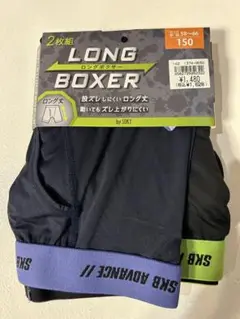 2枚組
LONG
BOXER
ロングボクサー
ロング丈
股ズレしにくいロング丈
動いてもズレ上がりにくい
150
¥1,480
SKB ADVANCE //
SKB ADVANCE //